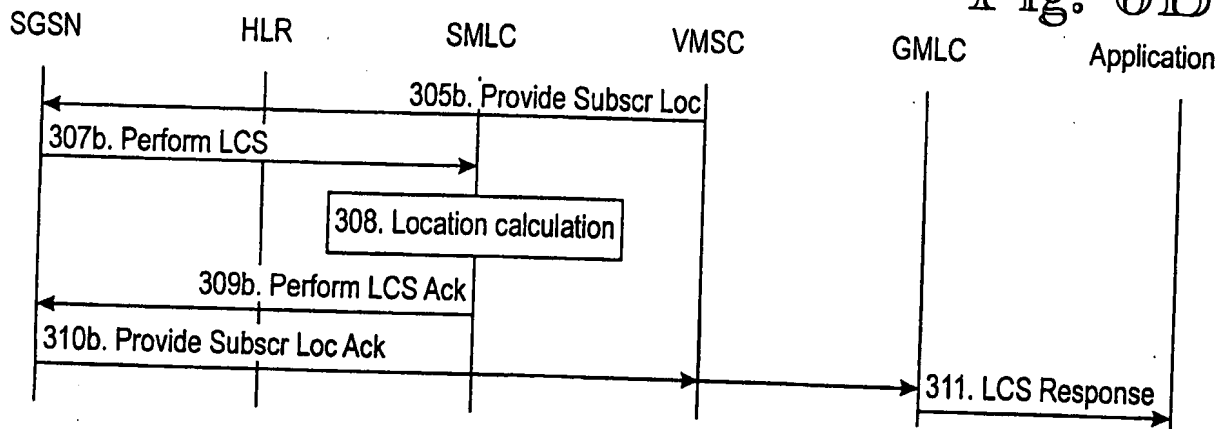 SGSN HLR SMLC VMSC GMLC Application
305b. Provide Subscr Loc
307b. Perform LCS
308. Location calculation
309b. Perform LCS Ack
310b. Provide Subscr Loc Ack
311. LCS Response